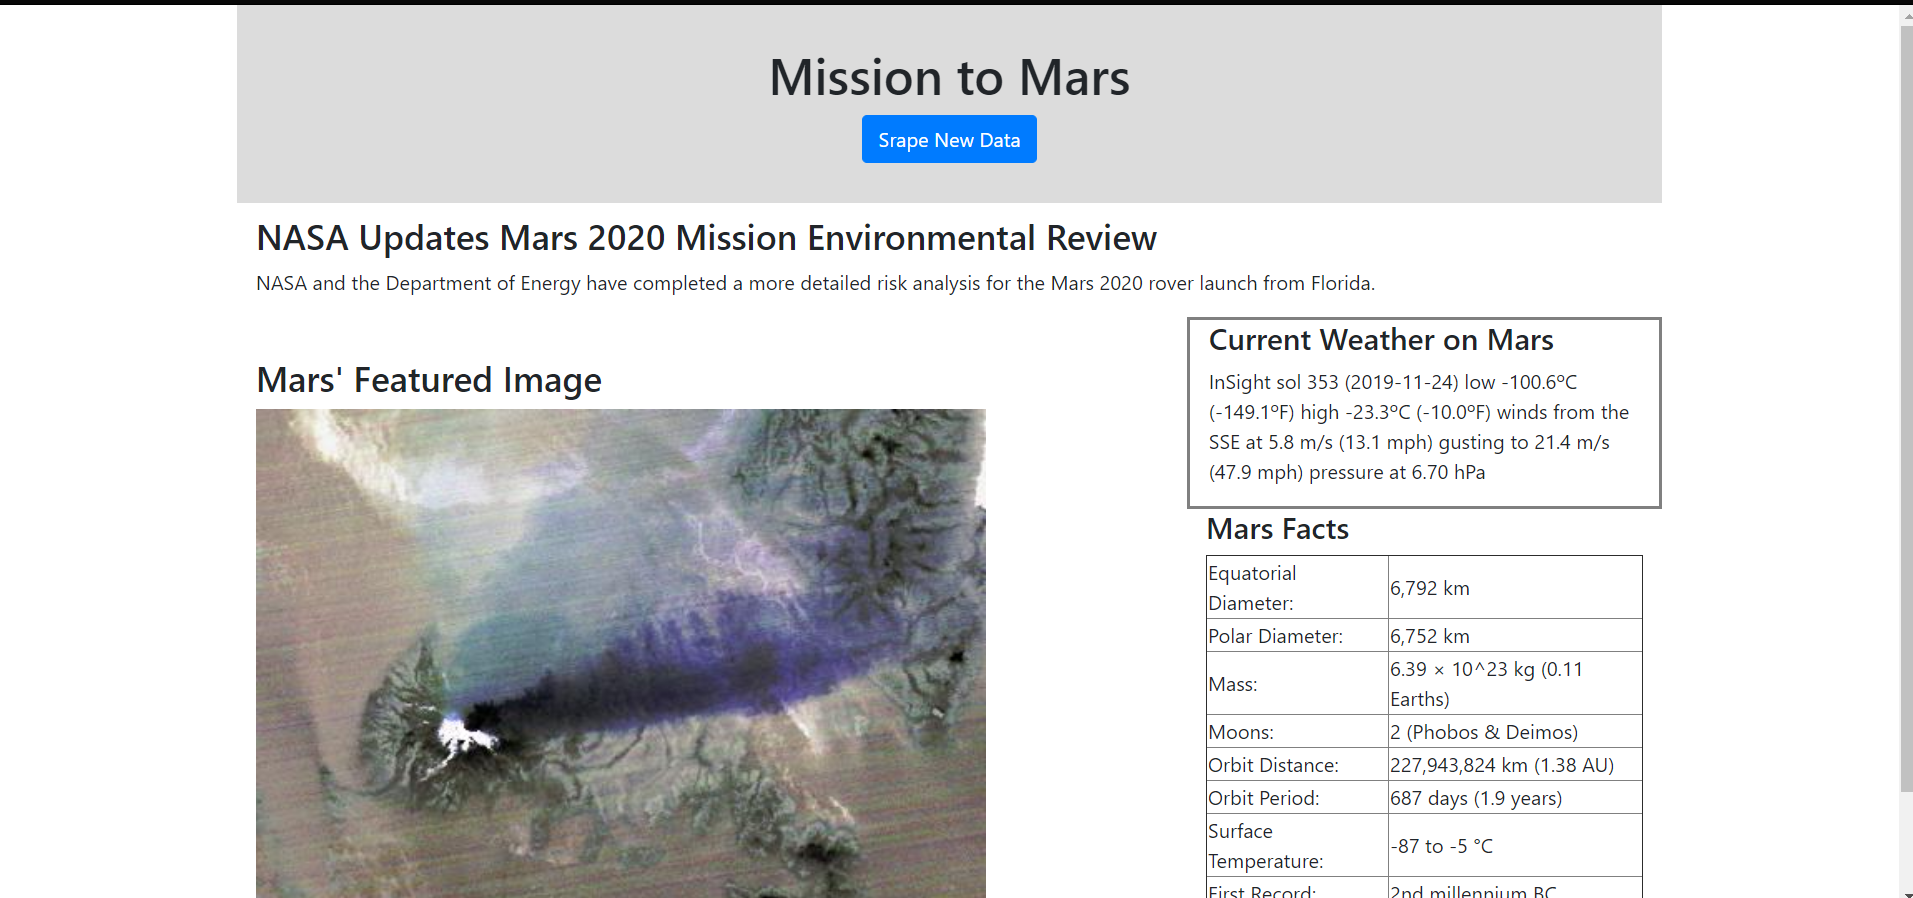 Mission to Mars
Srape New Data
NASA Updates Mars 2020 Mission Environmental Review
NASA and the Department of Energy have completed a more detailed risk analysis for the Mars 2020 rover launch from Florida.
Mars' Featured Image
Current Weather on Mars
InSight sol 353 (2019-11-24) low -100.6ºC
(-149.1ºF) high -23.3ºC (-10.0ºF) winds from the
SSE at 5.8 m/s (13.1 mph) gusting to 21.4 m/s
(47.9 mph) pressure at 6.70 hPa
Mars Facts
Equatorial
Diameter:
6,792 km
Polar Diameter: 6,752 km
Mass:
6.39 × 10^23 kg (0.11
Earths)
Moons: 2 (Phobos & Deimos)
Orbit Distance: 227,943,824 km (1.38 AU)
Orbit Period: 687 days (1.9 years)
Surface
Temperature:
-87 to -5 °C
First Record: 2nd millennium BC